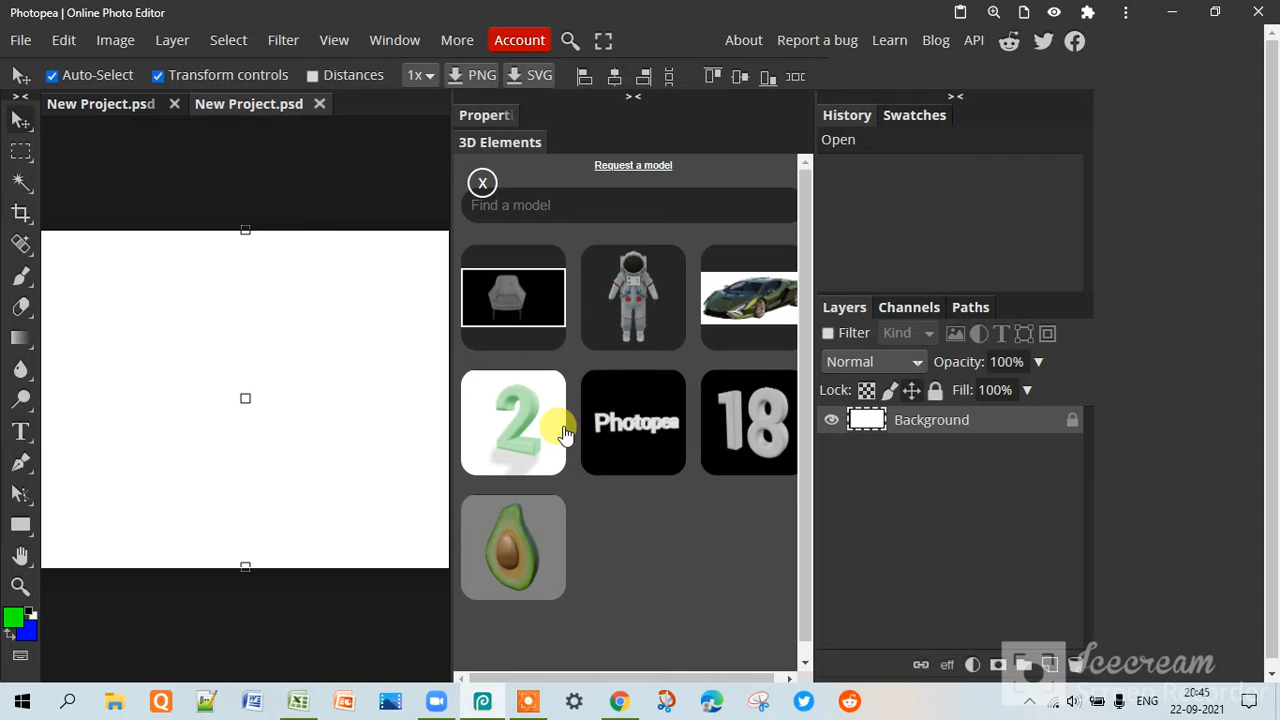 Photopea | Online Photo Editor
File Edit Image Layer Select Filter View Window More Account About Report a bug Learn Blog API
Auto-Select Transform controls Distances 1x PNG SVG
New Project.psd New Project.psd
Properti
3D Elements
Request a model
X
Find a model
2
Photopea
18
History Swatches
Open
Layers Channels Paths
Filter Kind
Normal Opacity: 100%
Lock: Fill: 100%
Background
eff
Icecream
Screen Recorder
20:45
22-09-2021